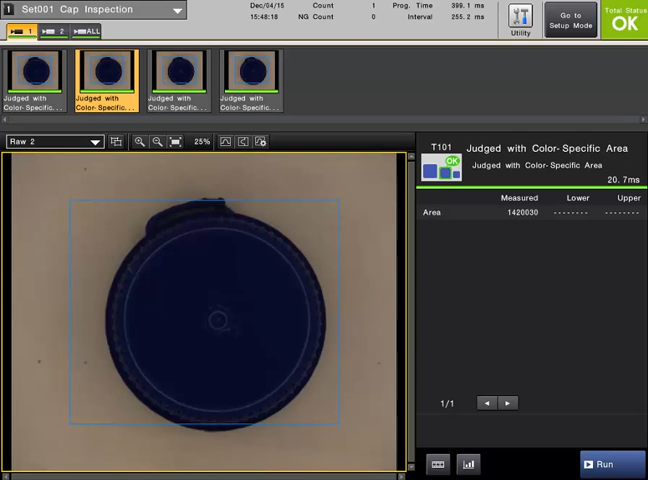 1 Set001 Cap Inspection
Dec/04/15 Count 1 Prog. Time 399.1 ms
15:48:18 NG Count 0 Interval 255.2 ms
Utility
Go to
Setup Mode
Total Status
OK
1 2 ALL
Judged with
Color-Specific...
Judged with
Color-Specific...
Judged with
Color-Specific...
Judged with
Color-Specific...
Raw 2
25%
T101 Judged with Color-Specific Area
OK
Judged with Color-Specific Area
20.7ms
Measured Lower Upper
Area 1420030 -------- --------
1/1
Run